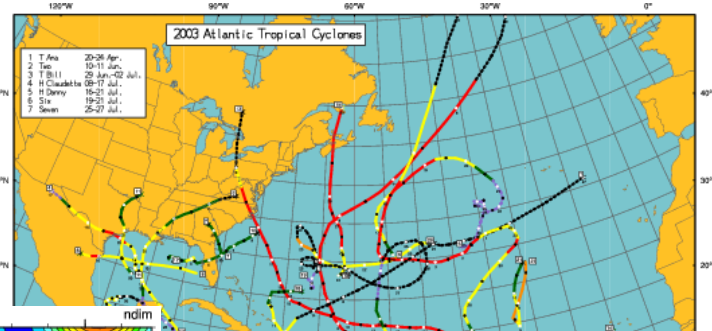 120°W 90°W 60°W 30°W 0°
2003 Atlantic Tropical Cyclones
1 T Ana 20-24 Apr.
2 Two 10-11 Jun.
3 T Bill 29 Jun.-02 Jul.
4 H Claudette 08-17 Jul.
5 H Danny 16-21 Jul.
6 Six 19-21 Jul.
7 Seven 25-27 Jul.
40°N
30°N
20°N
ndim